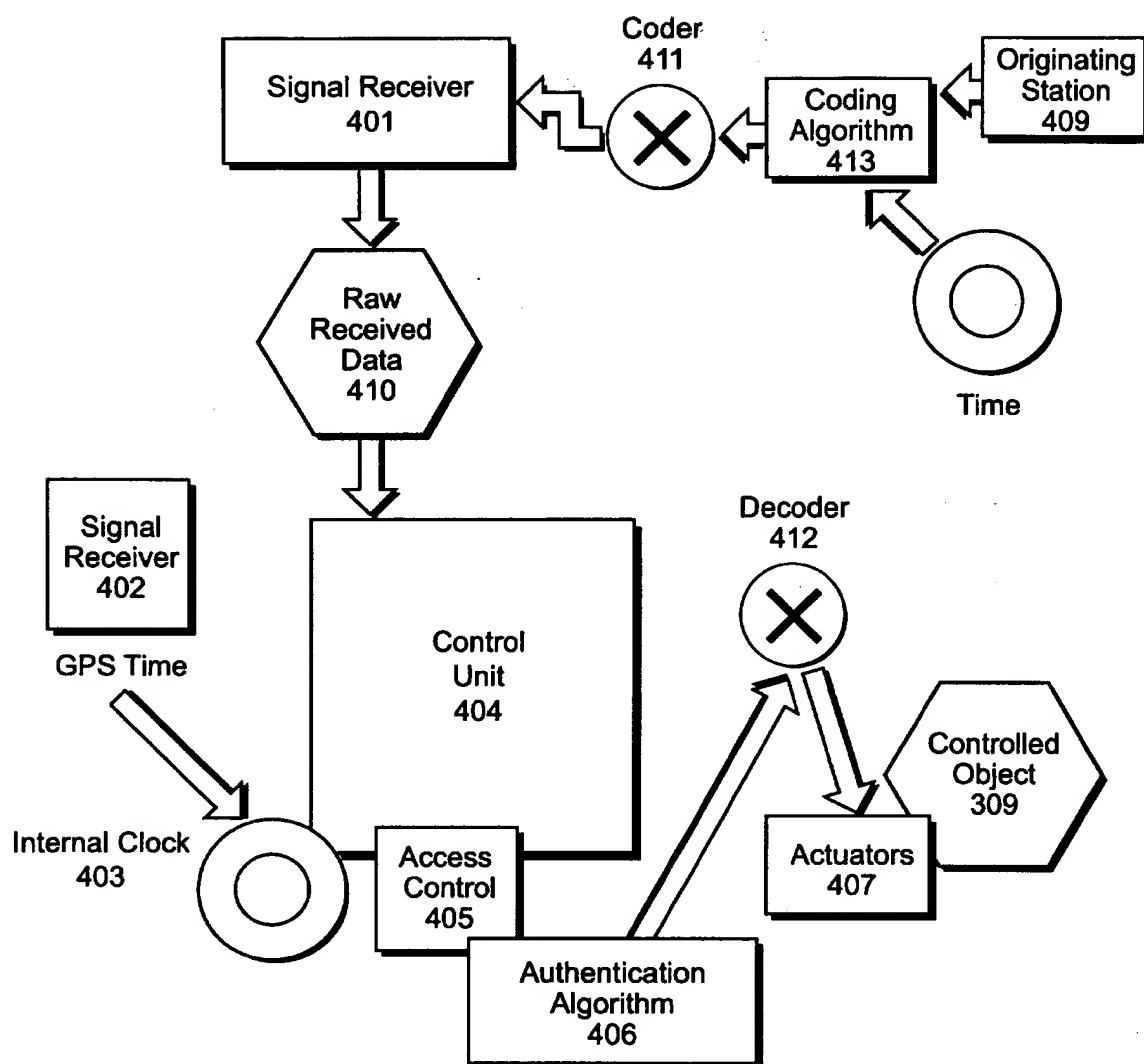 Signal Receiver
401
Coder
411
Coding
Algorithm
413
Originating
Station
409
Time
Raw
Received
Data
410
Signal
Receiver
402
GPS Time
Internal Clock
403
Control
Unit
404
Access
Control
405
Authentication
Algorithm
406
Decoder
412
Actuators
407
Controlled
Object
309